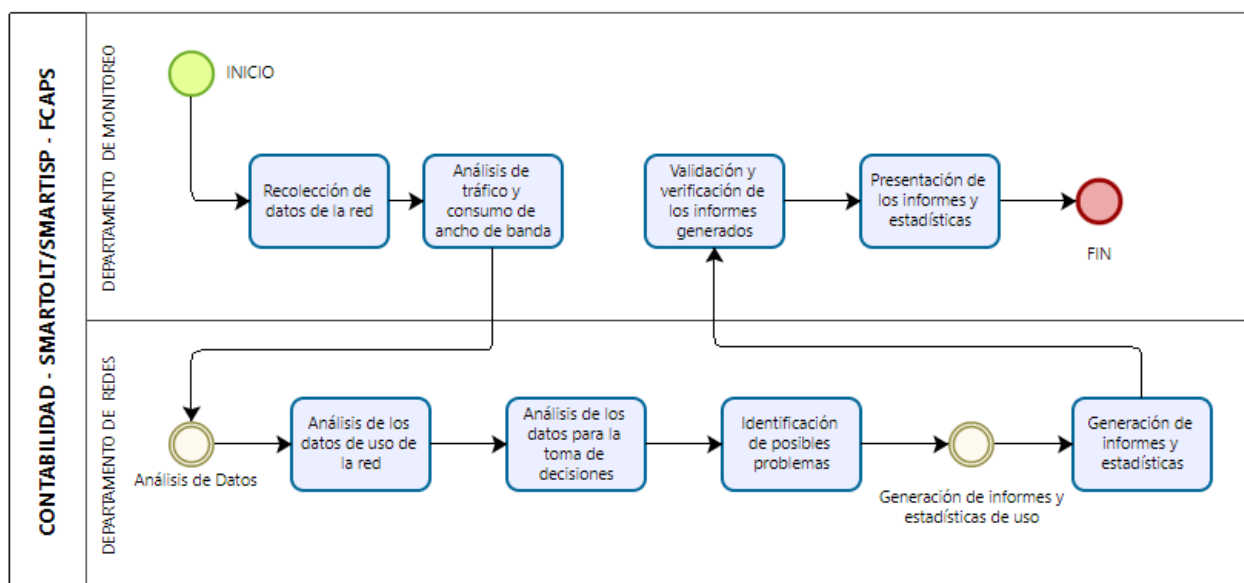 CONTABILIDAD - SMARTOLT/SMARTISP - FCAPS
DEPARTAMENTO DE MONITOREO
INICIO
Recolección de
datos de la red
Análisis de
tráfico y
consumo de
ancho de banda
Validación y
verificación de
los informes
generados
Presentación de
los informes y
estadísticas
FIN
DEPARTAMENTO DE REDES
Análisis de Datos
Análisis de los
datos de uso de
la red
Análisis de los
datos para la
toma de
decisiones
Identificación
de posibles
problemas
Generación de informes y
estadísticas de uso
Generación de
informes y
estadísticas